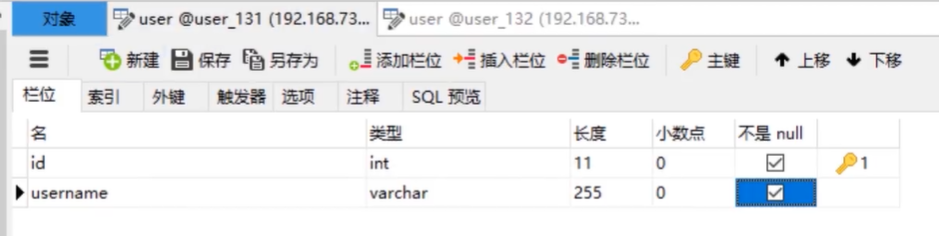 对象 user @user_131 (192.168.73... user @user_132 (192.168.73...
新建 保存 另存为 添加栏位 插入栏位 删除栏位 主键 上移 下移
栏位 索引 外键 触发器 选项 注释 SQL 预览
名 类型 长度 小数点 不是 null
id int 11 0 1
username varchar 255 0